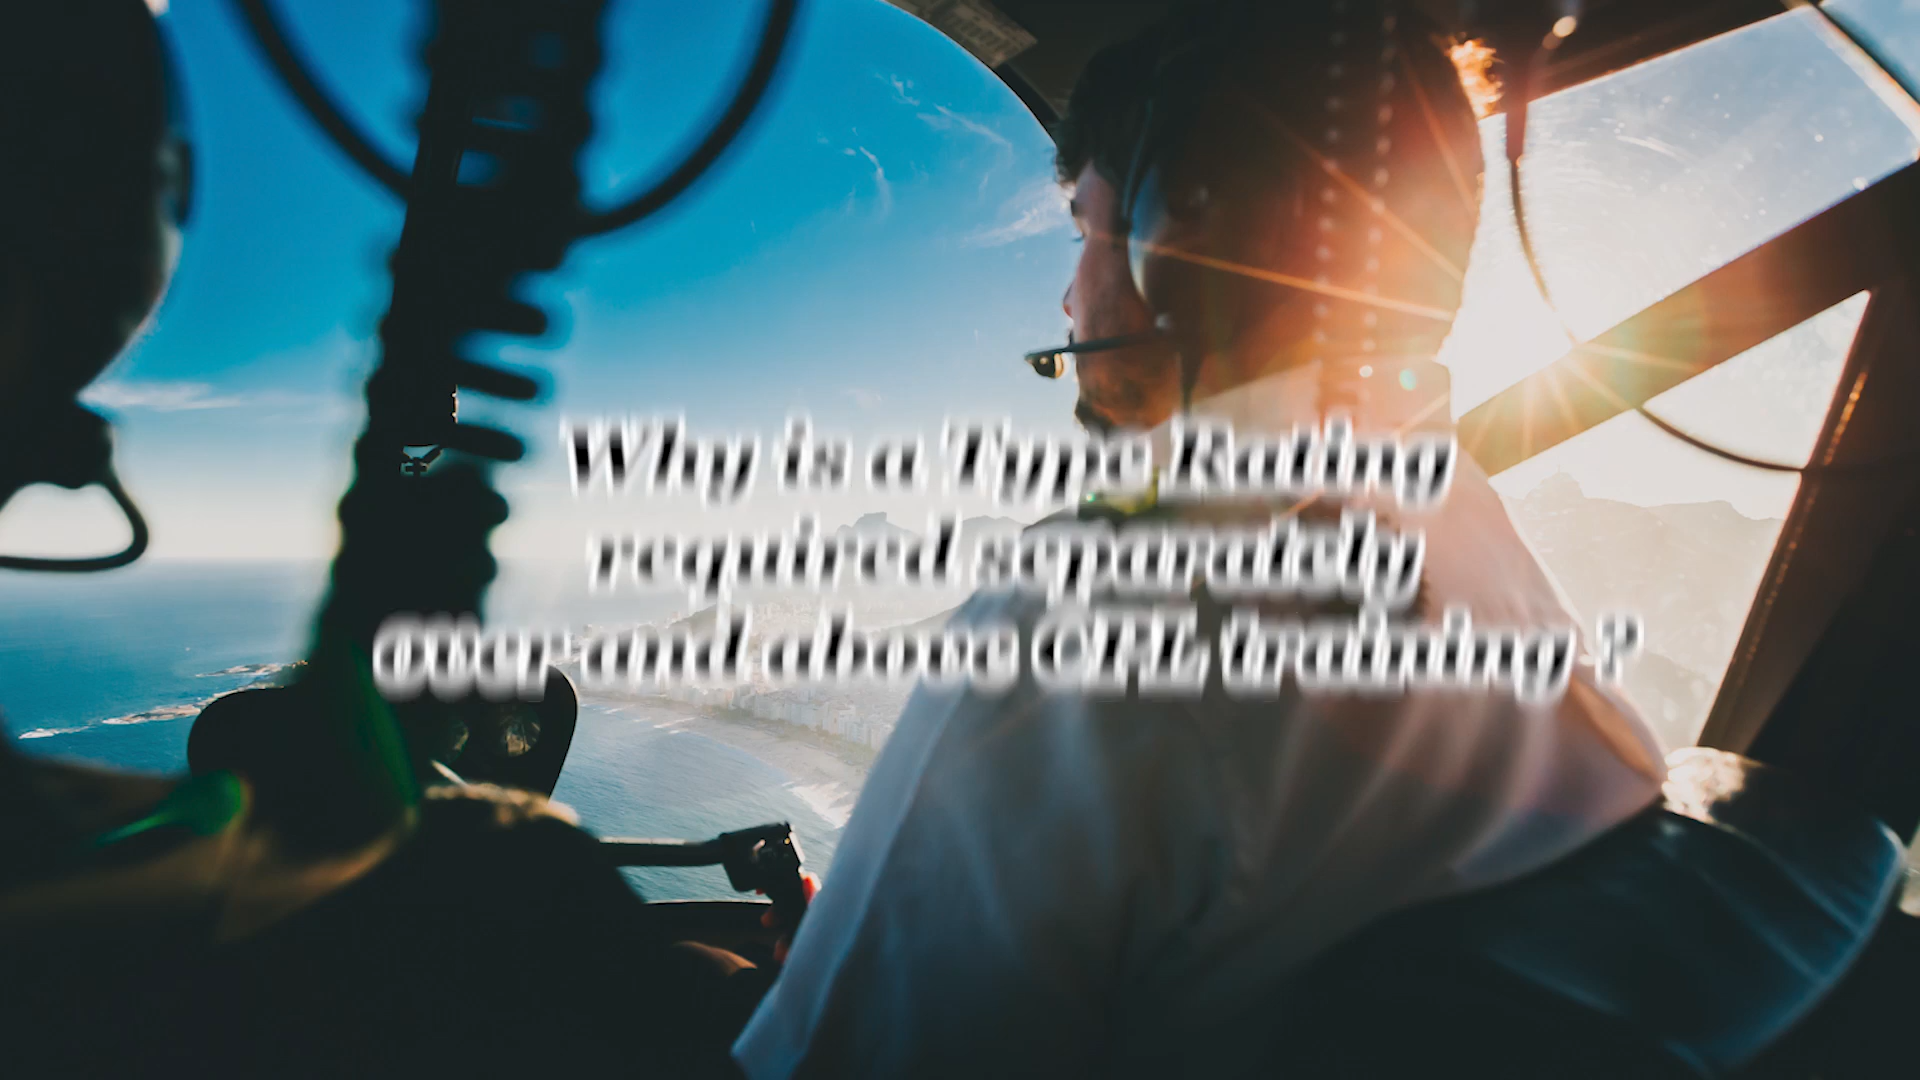 Why is a Type Rating
required separately
over and above CPL training ?